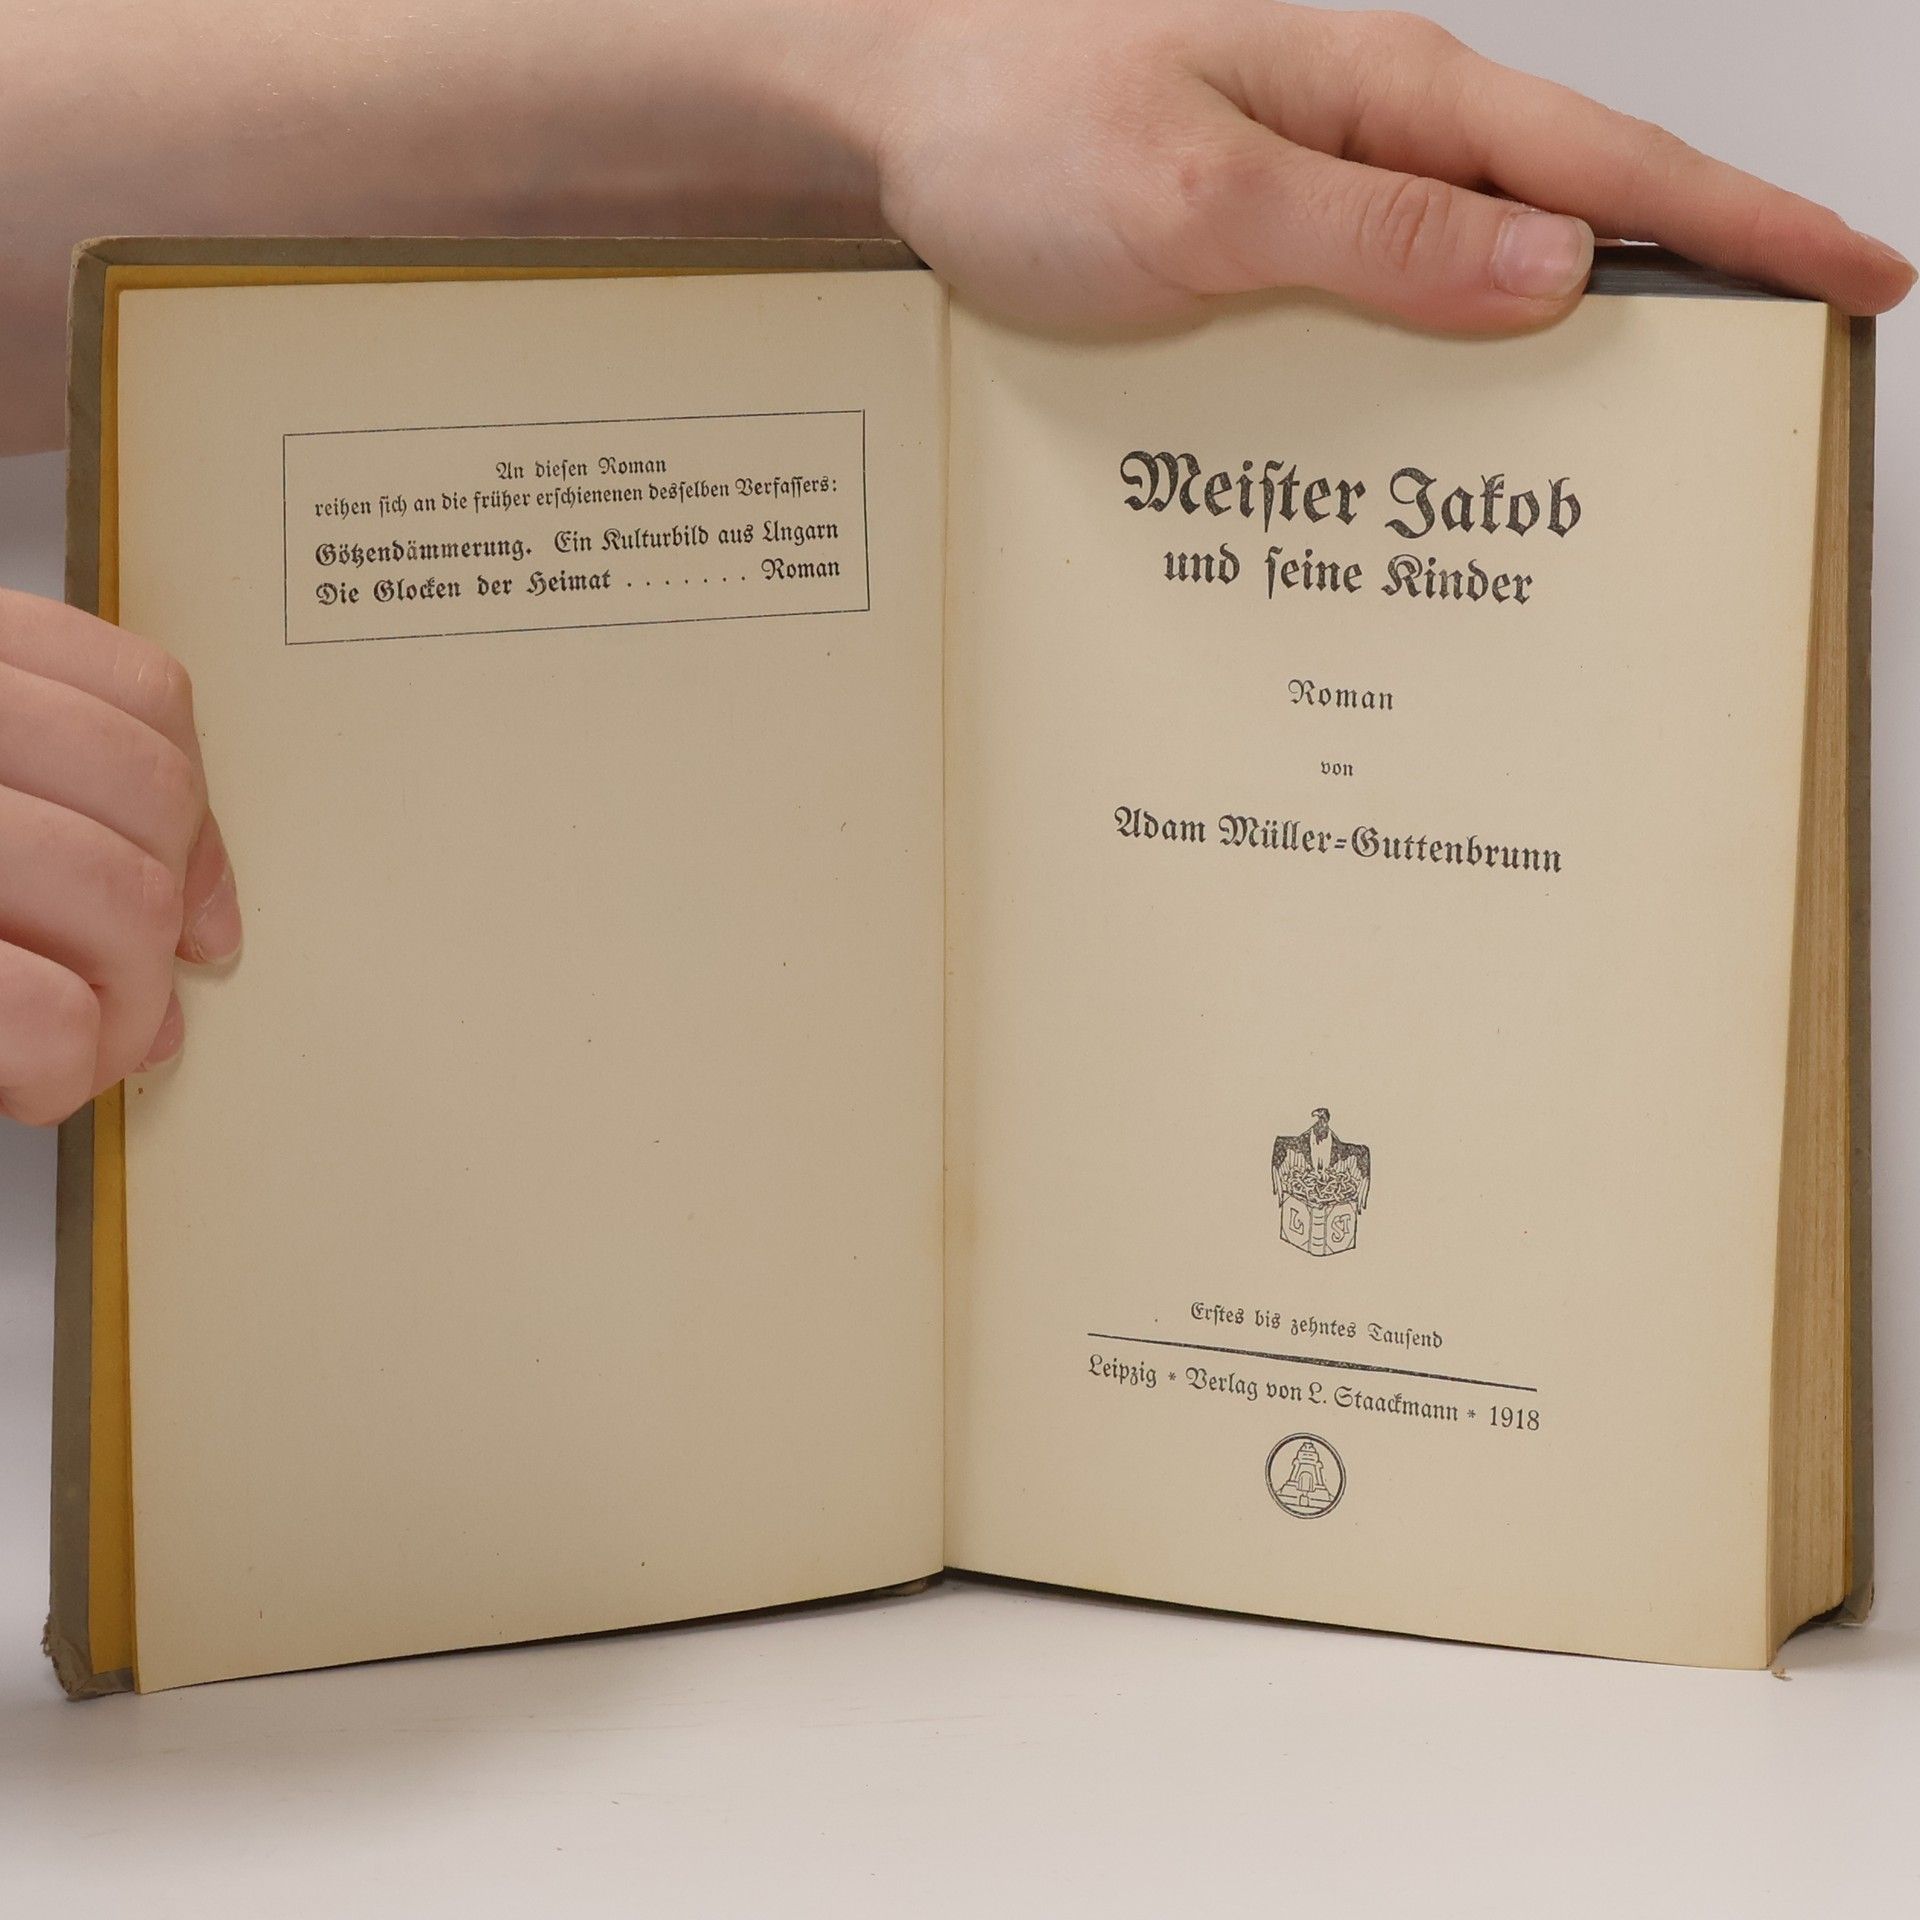 An dieſen Roman
reihen ſich an die früher erſchienenen desſelben Verfaſſers:
Götzendämmerung. Ein Kulturbild aus Ungarn
Die Glocken der Heimat . . . . . . . Roman
Meiſter Jakob
und ſeine Kinder
Roman
von
Adam Müller-Guttenbrunn
L ST
Erſtes bis zehntes Tauſend
Leipzig * Verlag von L. Staackmann * 1918